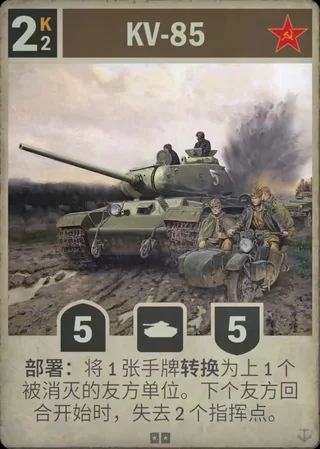 2 K 2 KV-85
5 5
部署：将 1 张手牌转换为上 1 个
被消灭的友方单位。下个友方回
合开始时，失去 2 个指挥点。